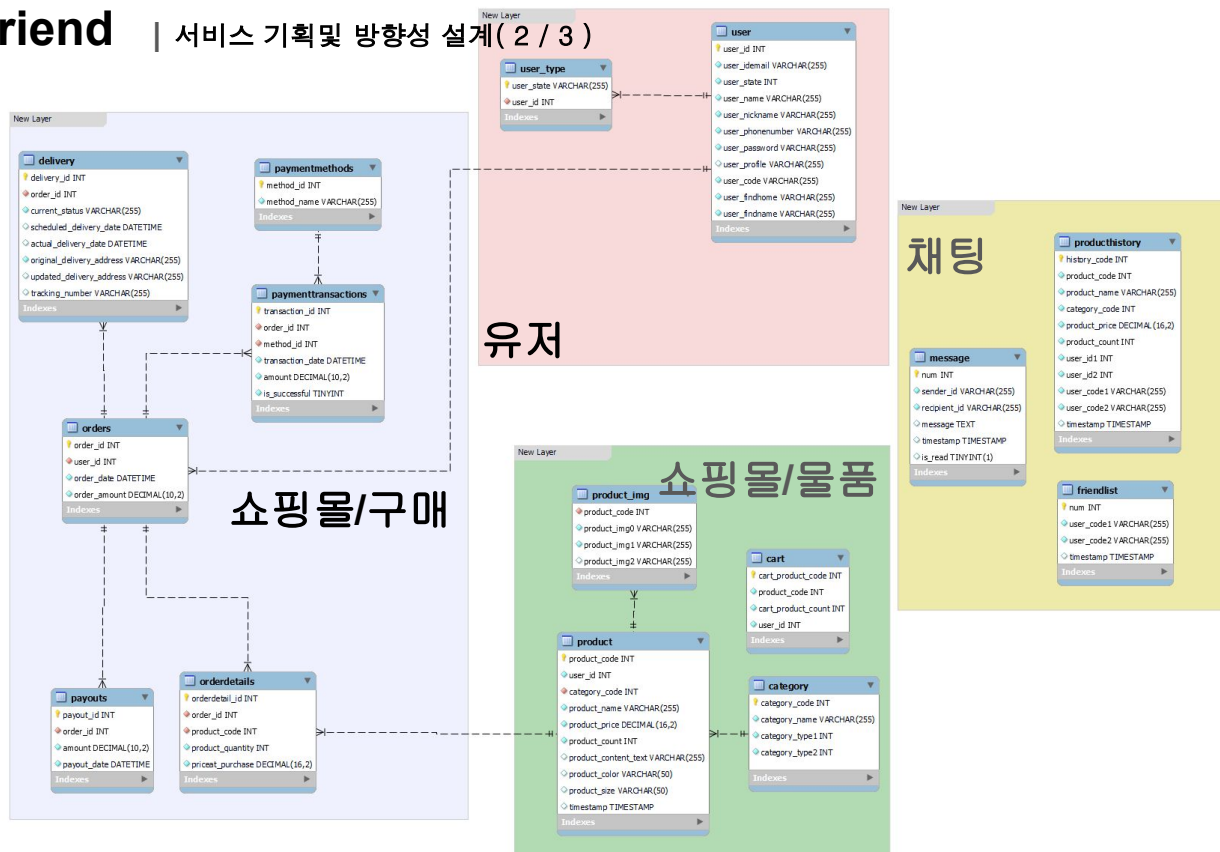 riend | 서비스 기획및 방향성 설계( 2 / 3 )
New Layer
user
user_id INT
user_idemail VARCHAR(255)
user_state INT
user_name VARCHAR(255)
user_nickname VARCHAR(255)
user_phonenumber VARCHAR(255)
user_password VARCHAR(255)
user_profile VARCHAR(255)
user_code VARCHAR(255)
user_findhome VARCHAR(255)
user_findname VARCHAR(255)
Indexes
user_type
user_state VARCHAR(255)
user_id INT
Indexes
유저
New Layer
delivery
delivery_id INT
order_id INT
current_status VARCHAR(255)
scheduled_delivery_date DATETIME
actual_delivery_date DATETIME
original_delivery_address VARCHAR(255)
updated_delivery_address VARCHAR(255)
tracking_number VARCHAR(255)
Indexes
paymentmethods
method_id INT
method_name VARCHAR(255)
Indexes
paymenttransactions
transaction_id INT
order_id INT
method_id INT
transaction_date DATETIME
amount DECIMAL(10,2)
is_successful TINYINT
Indexes
orders
order_id INT
user_id INT
order_date DATETIME
order_amount DECIMAL(10,2)
Indexes
쇼핑몰/구매
payouts
payout_id INT
order_id INT
amount DECIMAL(10,2)
payout_date DATETIME
Indexes
orderdetails
orderdetail_id INT
order_id INT
product_code INT
product_quantity INT
priceat_purchase DECIMAL(16,2)
Indexes
New Layer
쇼핑몰/물품
product_img
product_code INT
product_img0 VARCHAR(255)
product_img1 VARCHAR(255)
product_img2 VARCHAR(255)
Indexes
cart
cart_product_code INT
product_code INT
cart_product_count INT
user_id INT
Indexes
product
product_code INT
user_id INT
category_code INT
product_name VARCHAR(255)
product_price DECIMAL(16,2)
product_count INT
product_content_text VARCHAR(255)
product_color VARCHAR(50)
product_size VARCHAR(50)
timestamp TIMESTAMP
Indexes
category
category_code INT
category_name VARCHAR(255)
category_type1 INT
category_type2 INT
Indexes
New Layer
채팅
producthistory
history_code INT
product_code INT
product_name VARCHAR(255)
category_code INT
product_price DECIMAL(16,2)
product_count INT
user_id1 INT
user_id2 INT
user_code1 VARCHAR(255)
user_code2 VARCHAR(255)
timestamp TIMESTAMP
Indexes
message
num INT
sender_id VARCHAR(255)
recipient_id VARCHAR(255)
message TEXT
timestamp TIMESTAMP
is_read TINYINT(1)
Indexes
friendlist
num INT
user_code1 VARCHAR(255)
user_code2 VARCHAR(255)
timestamp TIMESTAMP
Indexes